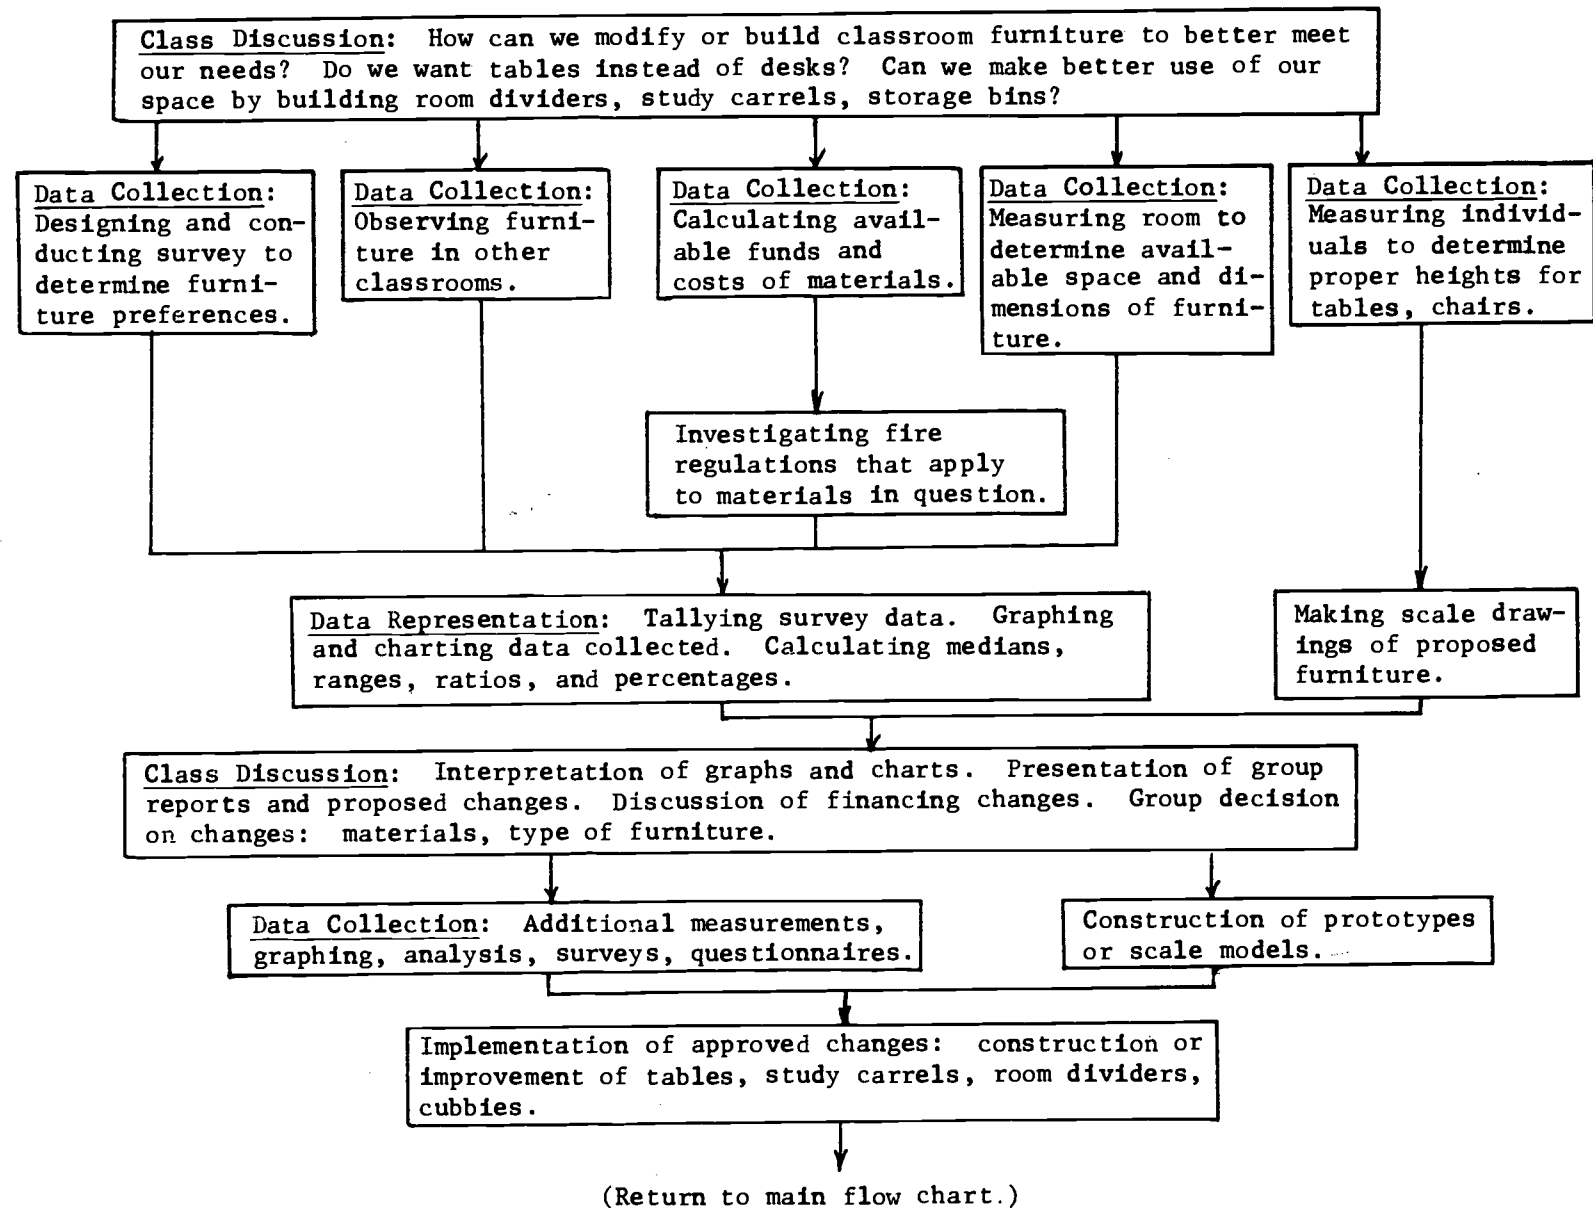 Class Discussion: How can we modify or build classroom furniture to better meet
our needs? Do we want tables instead of desks? Can we make better use of our
space by building room dividers, study carrels, storage bins?
Data Collection:
Designing and con-
ducting survey to
determine furni-
ture preferences.
Data Collection:
Observing furni-
ture in other
classrooms.
Data Collection:
Calculating avail-
able funds and
costs of materials.
Data Collection:
Measuring room to
determine avail-
able space and di-
mensions of furni-
ture.
Data Collection:
Measuring individ-
uals to determine
proper heights for
tables, chairs.
Investigating fire
regulations that apply
to materials in question.
Data Representation: Tallying survey data. Graphing
and charting data collected. Calculating medians,
ranges, ratios, and percentages.
Making scale draw-
ings of proposed
furniture.
Class Discussion: Interpretation of graphs and charts. Presentation of group
reports and proposed changes. Discussion of financing changes. Group decision
on changes: materials, type of furniture.
Data Collection: Additional measurements,
graphing, analysis, surveys, questionnaires.
Construction of prototypes
or scale models.
Implementation of approved changes: construction or
improvement of tables, study carrels, room dividers,
cubbies.
(Return to main flow chart.)